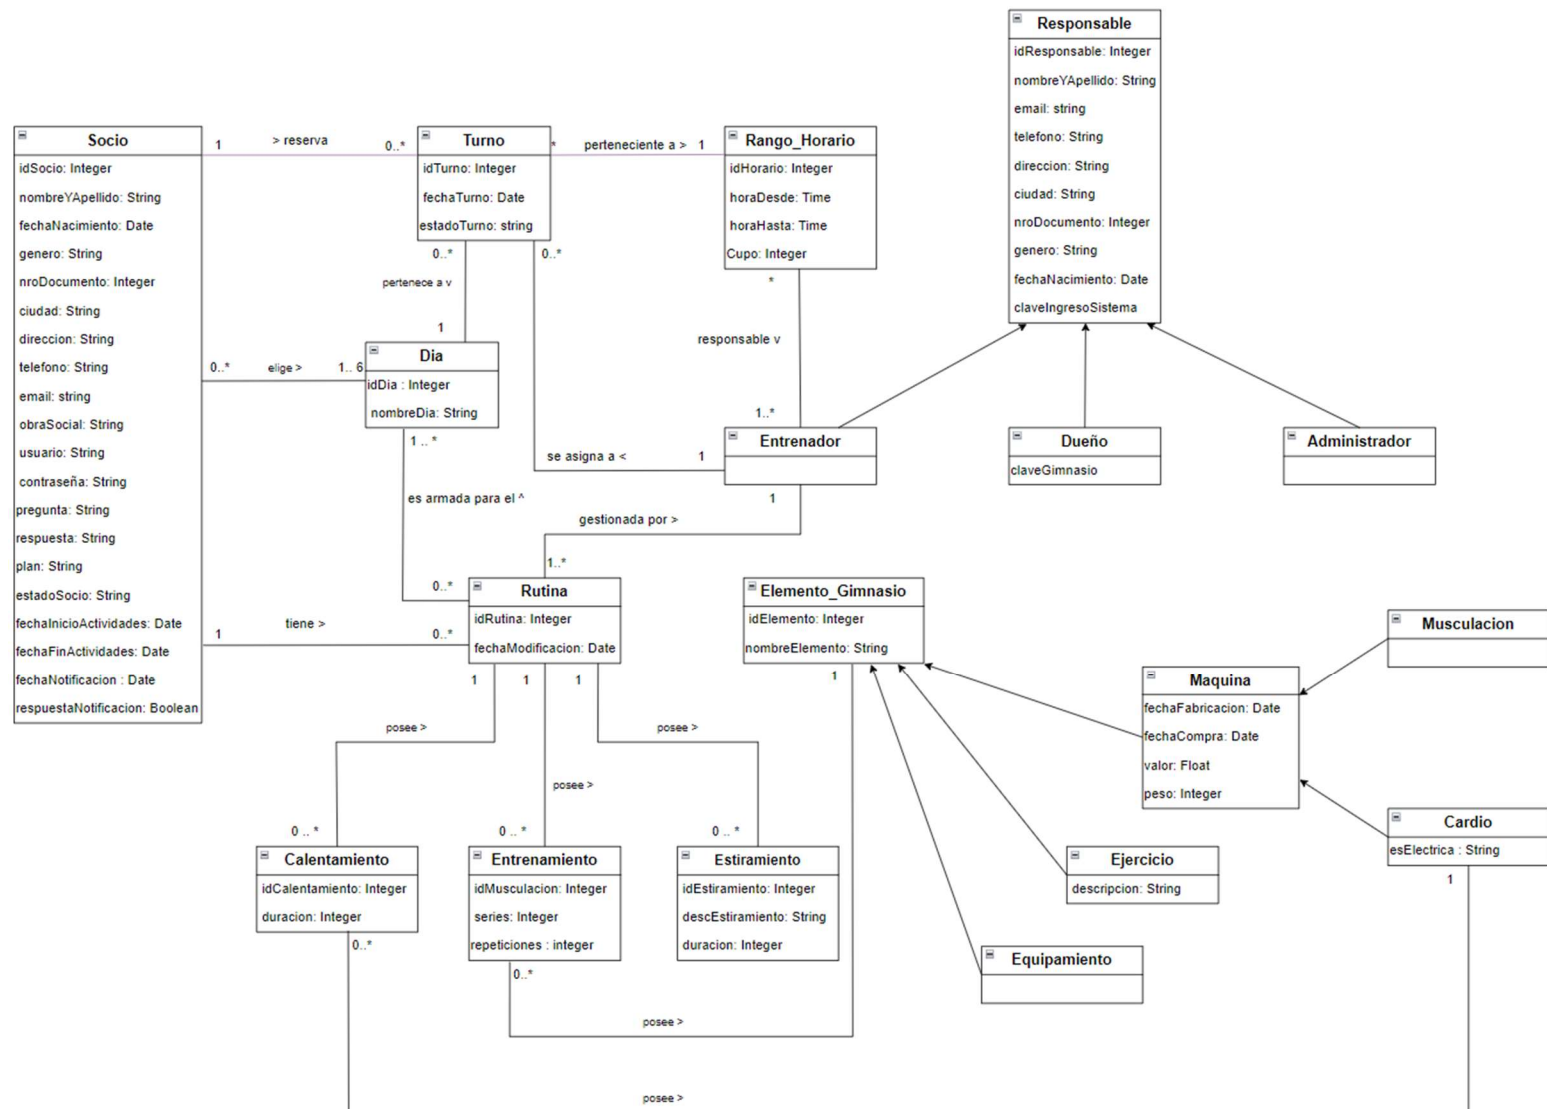 Responsable
idResponsable: Integer
nombreYApellido: String
email: string
telefono: String
direccion: String
ciudad: String
nroDocumento: Integer
genero: String
fechaNacimiento: Date
claveIngresoSistema
Socio
idSocio: Integer
nombreYApellido: String
fechaNacimiento: Date
genero: String
nroDocumento: Integer
ciudad: String
direccion: String
telefono: String
email: string
obraSocial: String
usuario: String
contraseña: String
pregunta: String
respuesta: String
plan: String
estadoSocio: String
fechaInicioActividades: Date
fechaFinActividades: Date
fechaNotificacion : Date
respuestaNotificacion: Boolean
1
> reserva
0..*
Turno
idTurno: Integer
fechaTurno: Date
estadoTurno: string
*
perteneciente a >
1
Rango_Horario
idHorario: Integer
horaDesde: Time
horaHasta: Time
Cupo: Integer
0..*
0..*
*
pertenece a v
1
responsable v
1..*
0..*
elige >
1.. 6
Dia
idDia : Integer
nombreDia: String
1 .. *
se asigna a <
1
Entrenador
1
Dueño
claveGimnasio
Administrador
es armada para el ^
gestionada por >
1..*
0..*
Rutina
idRutina: Integer
fechaModificacion: Date
1
tiene >
0..*
1
1
1
Elemento_Gimnasio
idElemento: Integer
nombreElemento: String
1
Musculacion
Maquina
fechaFabricacion: Date
fechaCompra: Date
valor: Float
peso: Integer
posee >
posee >
posee >
0 .. *
0 .. *
0 .. *
Cardio
esElectrica : String
1
Calentamiento
idCalentamiento: Integer
duracion: Integer
0..*
Entrenamiento
idMusculacion: Integer
series: Integer
repeticiones : integer
0..*
Estiramiento
idEstiramiento: Integer
descEstiramiento: String
duracion: Integer
Ejercicio
descripcion: String
Equipamiento
posee >
posee >